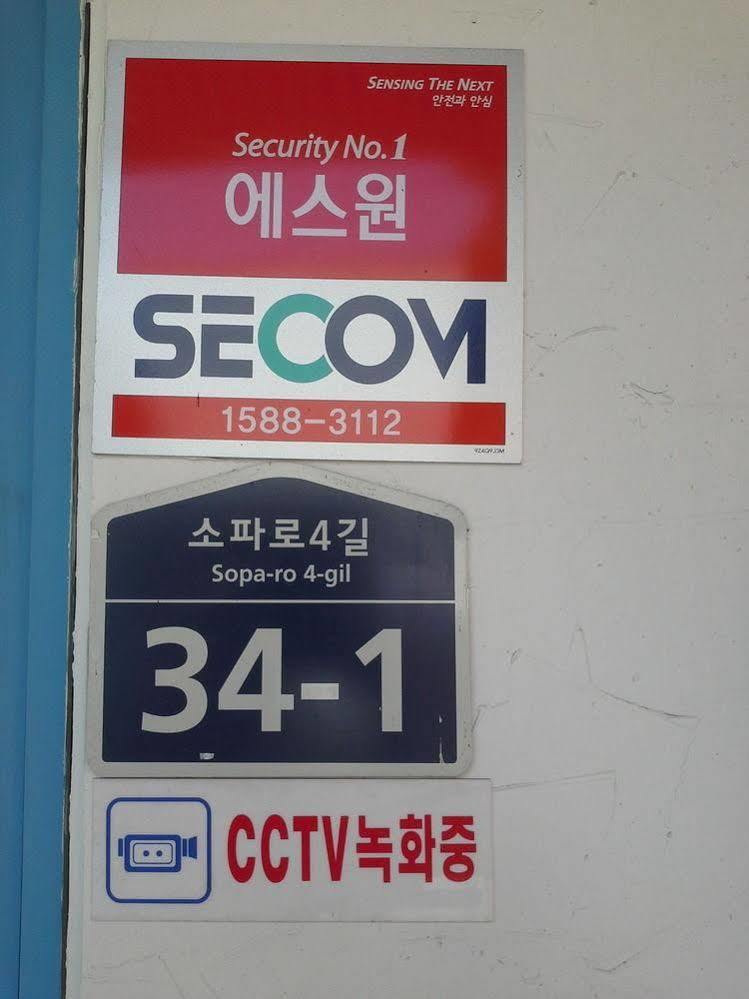 SENSING THE NEXT
안전과 안심
Security No.1
에스원
SECOM
1588-3112
소파로4길
Sopa-ro 4-gil
34-1
CCTV녹화중